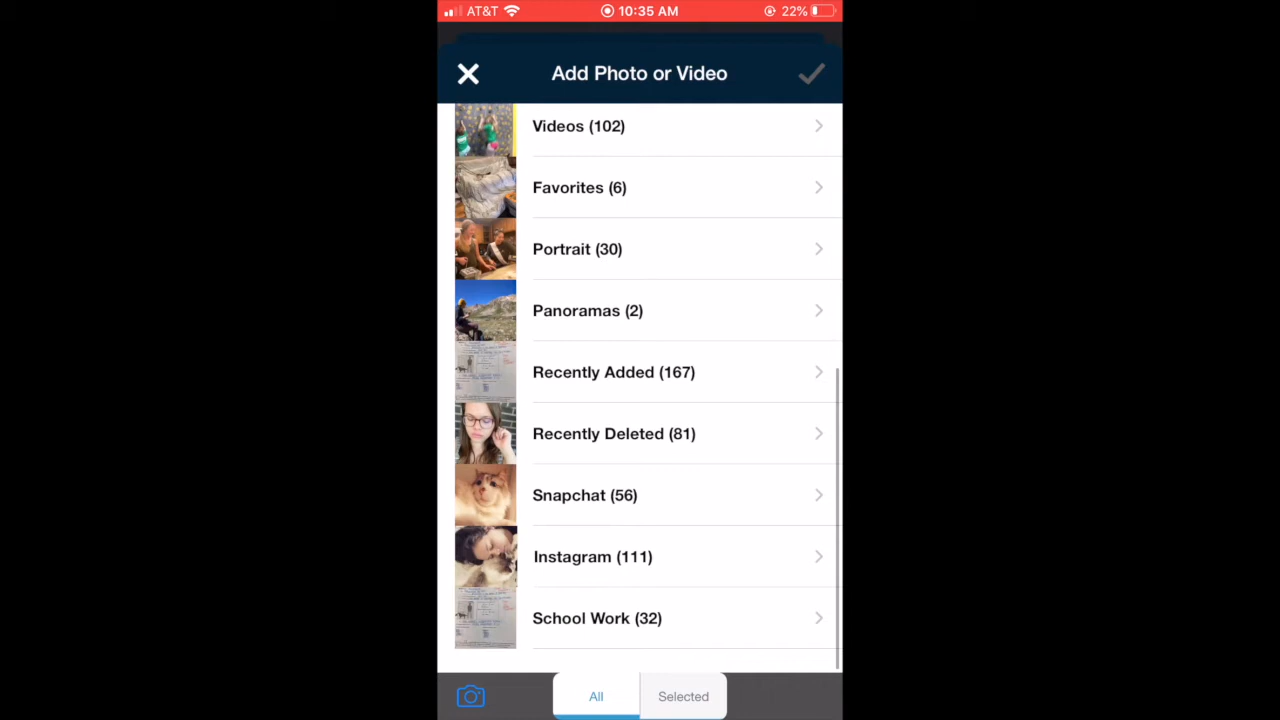 AT&T 10:35 AM 22%
Add Photo or Video
Videos (102)
Favorites (6)
Portrait (30)
Panoramas (2)
Recently Added (167)
Recently Deleted (81)
Snapchat (56)
Instagram (111)
School Work (32)
All Selected